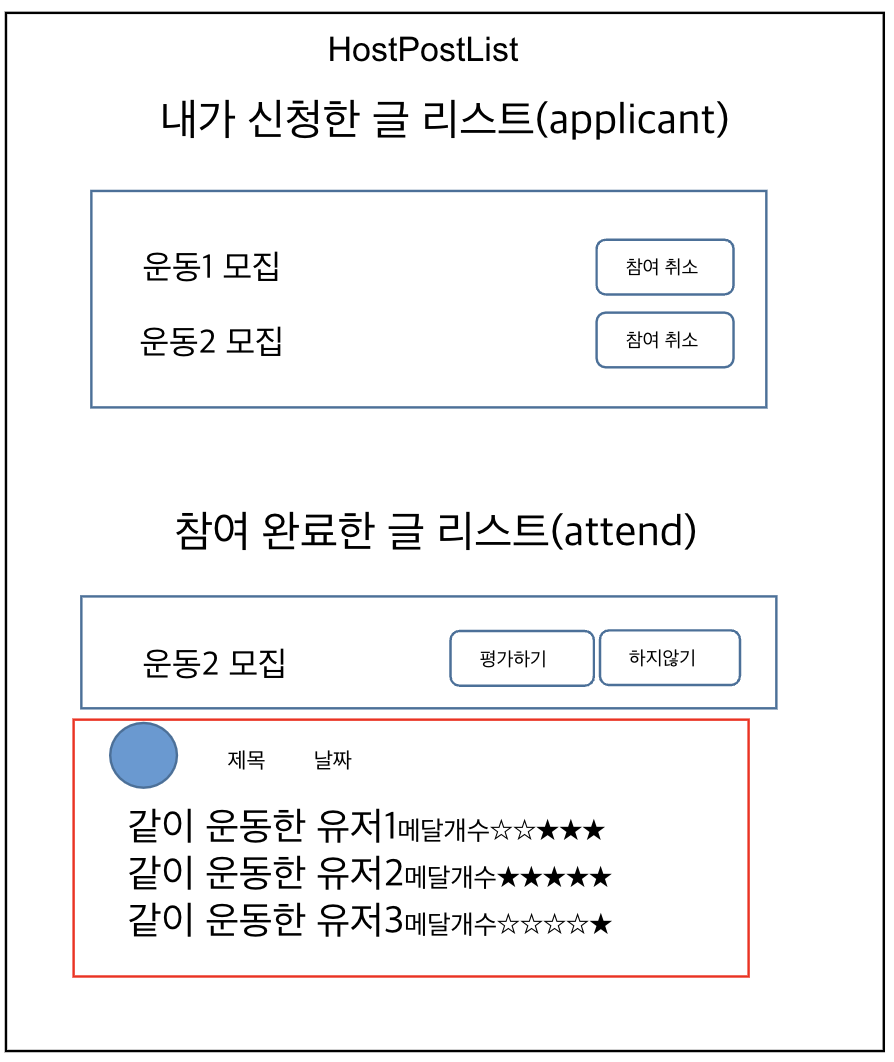 HostPostList
내가 신청한 글 리스트(applicant)
운동1 모집 참여 취소
운동2 모집 참여 취소
참여 완료한 글 리스트(attend)
운동2 모집 평가하기 하지않기
제목 날짜
같이 운동한 유저1메달개수☆☆★★★
같이 운동한 유저2메달개수★★★★★
같이 운동한 유저3메달개수☆☆☆☆★